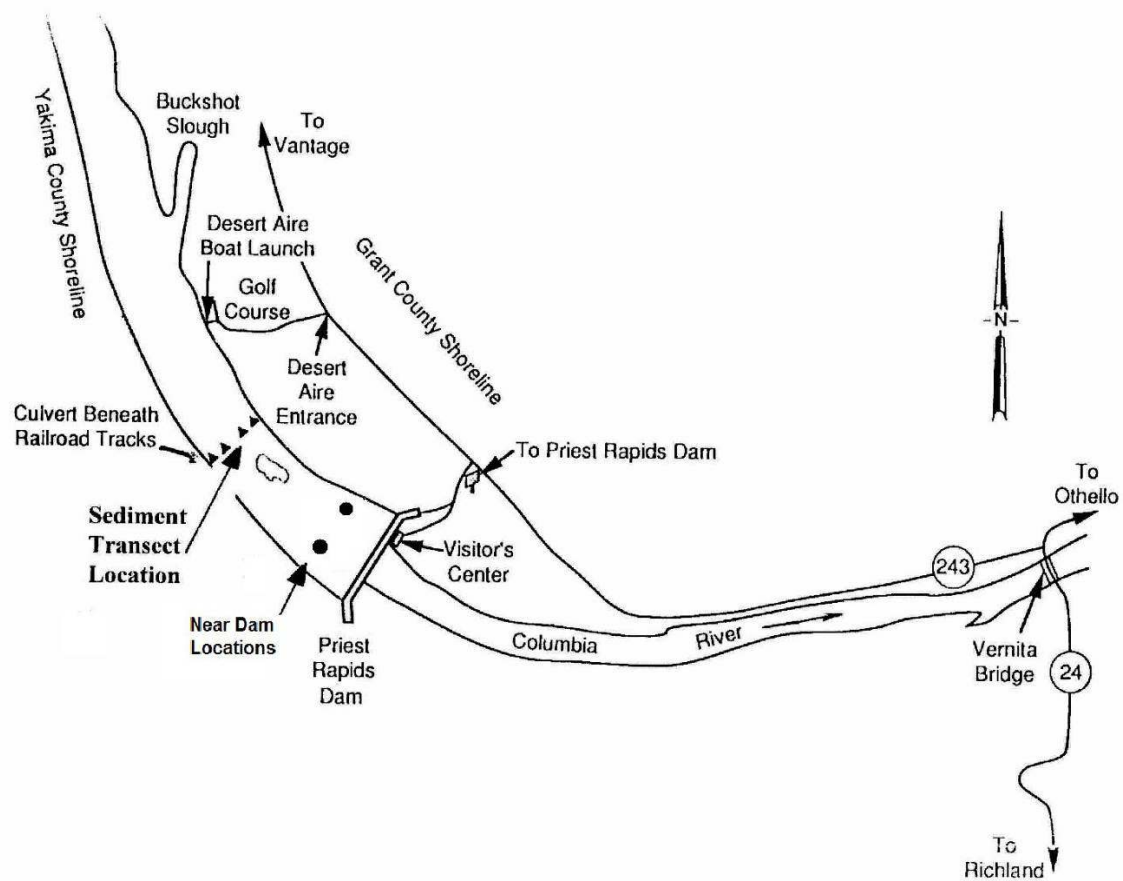 Buckshot
Slough
To
Vantage
Yakima County Shoreline
Desert Aire
Boat Launch
Golf
Course
Grant County Shoreline
-N-
Desert
Aire
Entrance
Culvert Beneath
Railroad Tracks
To Priest Rapids Dam
To
Othello
Sediment
Transect
Location
Visitor's
Center
243
Near Dam
Locations
Priest
Rapids
Dam
Columbia
River
Vernita
Bridge
24
To
Richland